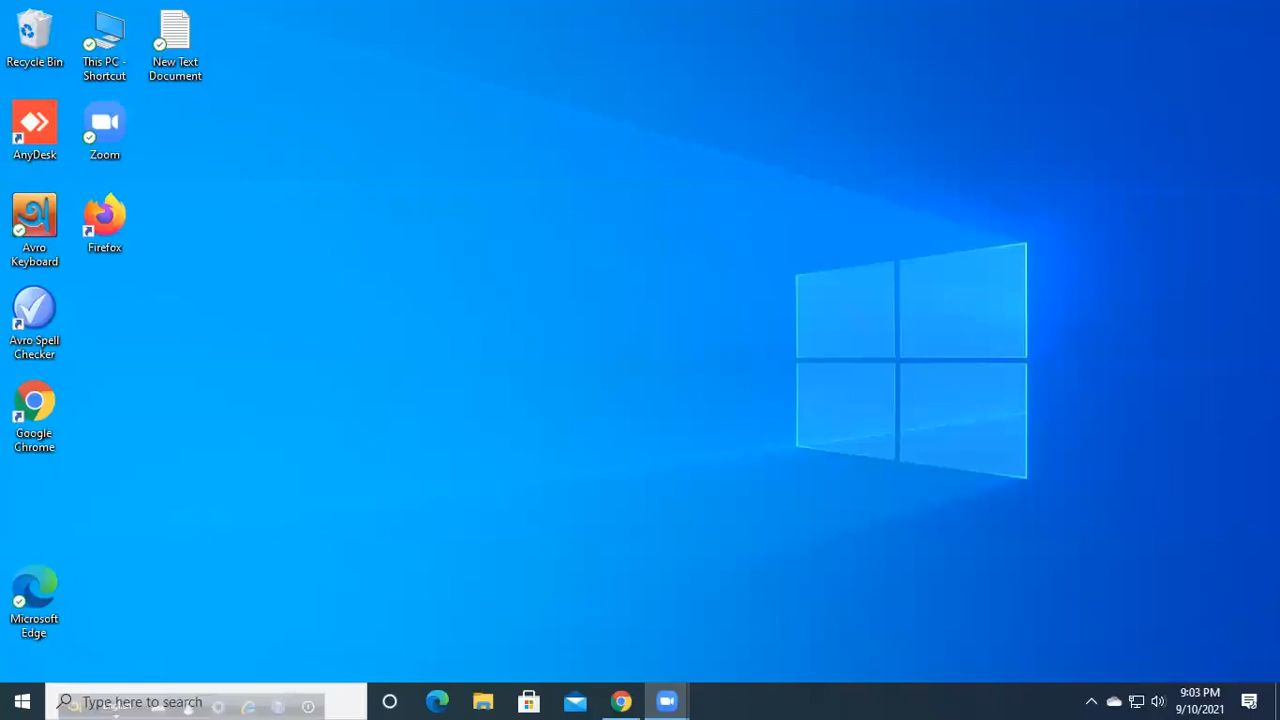 Recycle Bin
This PC -
Shortcut
New Text
Document
AnyDesk
Zoom
Avro
Keyboard
Firefox
Avro Spell
Checker
Google
Chrome
Microsoft
Edge
Type here to search
9:03 PM
9/10/2021